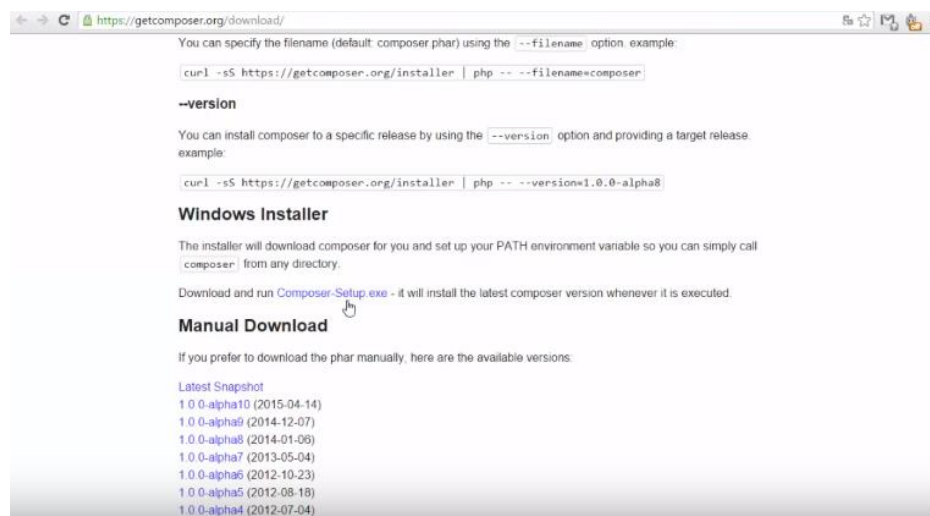 https://getcomposer.org/download/
You can specify the filename (default: composer.phar) using the --filename option. example:
curl -sS https://getcomposer.org/installer | php -- --filename=composer
--version
You can install composer to a specific release by using the --version option and providing a target release.
example:
curl -sS https://getcomposer.org/installer | php -- --version=1.0.0-alpha8
Windows Installer
The installer will download composer for you and set up your PATH environment variable so you can simply call
composer from any directory.
Download and run Composer-Setup.exe - it will install the latest composer version whenever it is executed.
Manual Download
If you prefer to download the phar manually, here are the available versions:
Latest Snapshot
1.0.0-alpha10 (2015-04-14)
1.0.0-alpha9 (2014-12-07)
1.0.0-alpha8 (2014-01-06)
1.0.0-alpha7 (2013-05-04)
1.0.0-alpha6 (2012-10-23)
1.0.0-alpha5 (2012-08-18)
1.0.0-alpha4 (2012-07-04)